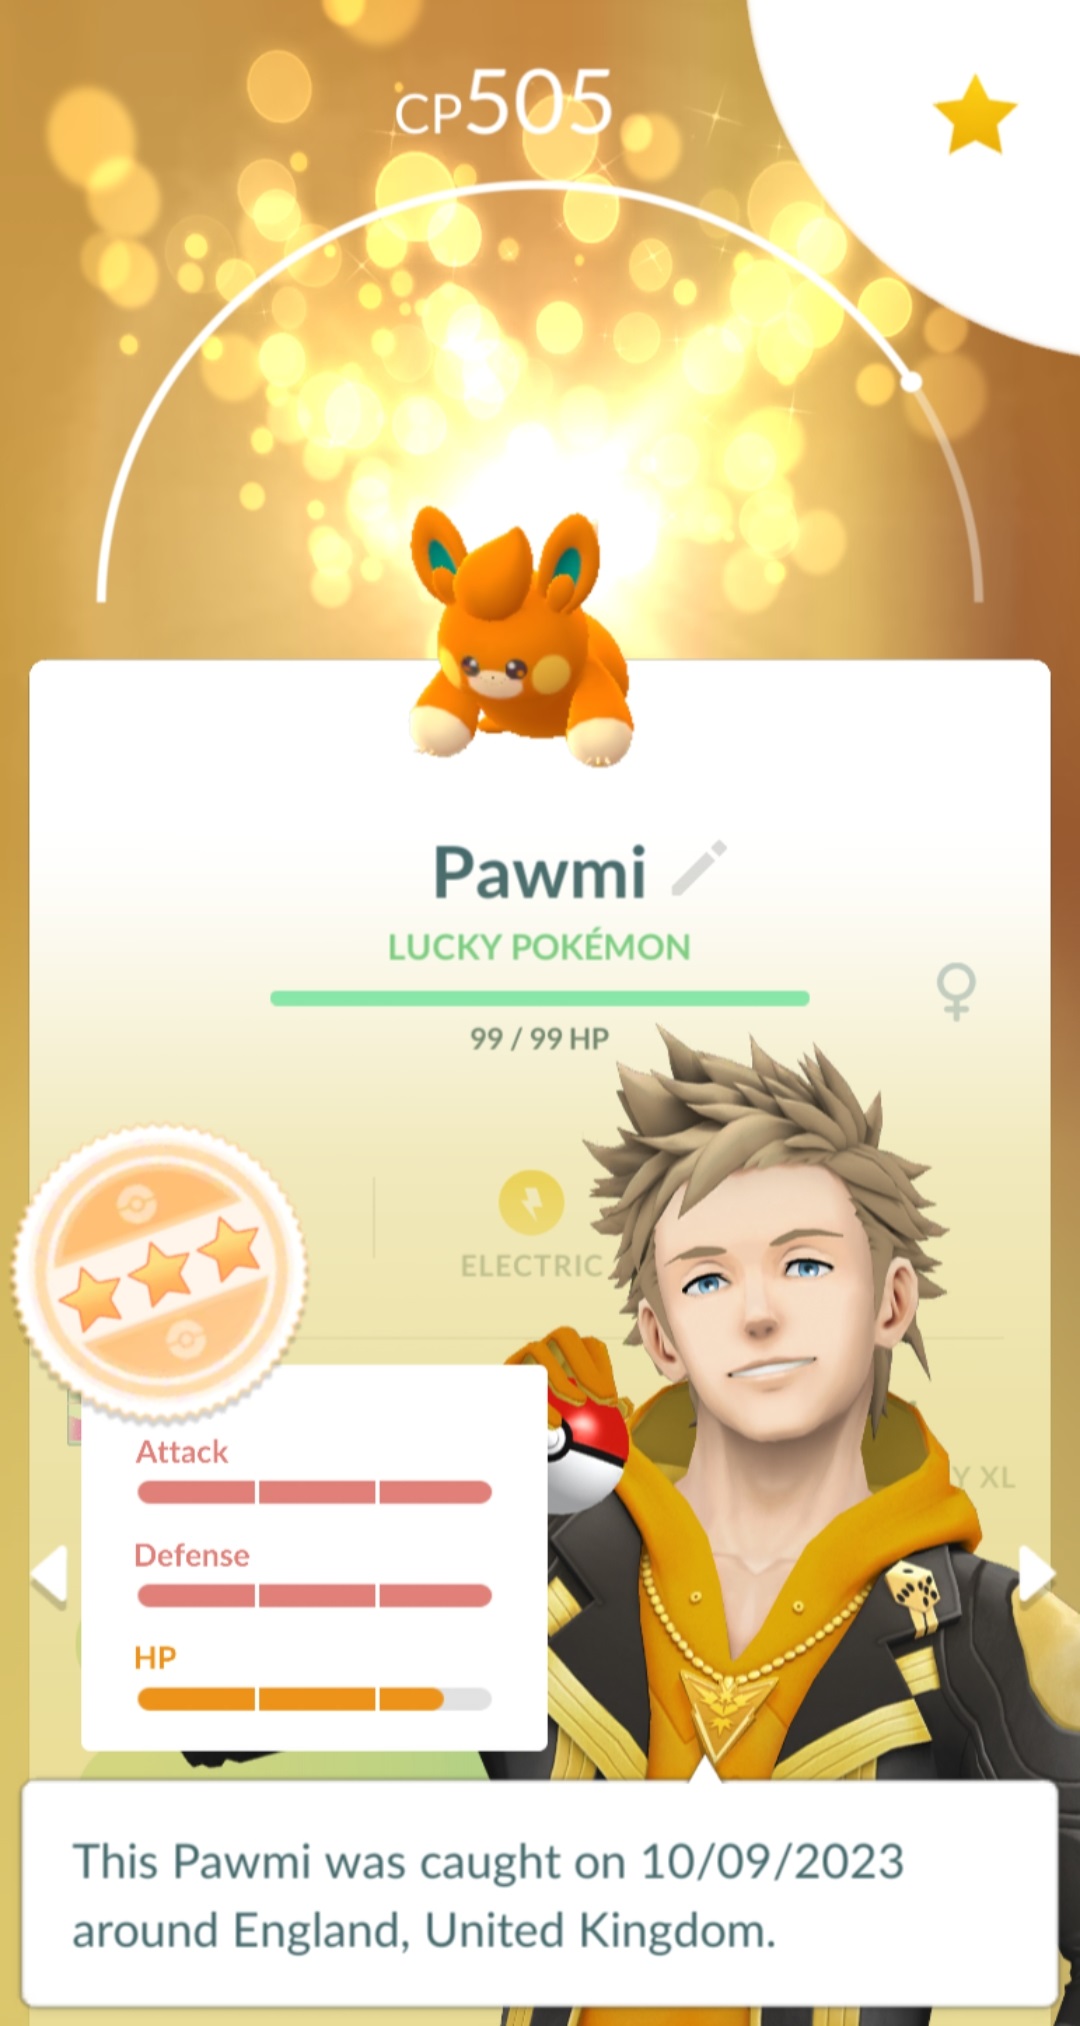 CP505
Pawmi
LUCKY POKÉMON
99 / 99 HP
ELECTRIC
Y XL
Attack
Defense
HP
This Pawmi was caught on 10/09/2023
around England, United Kingdom.